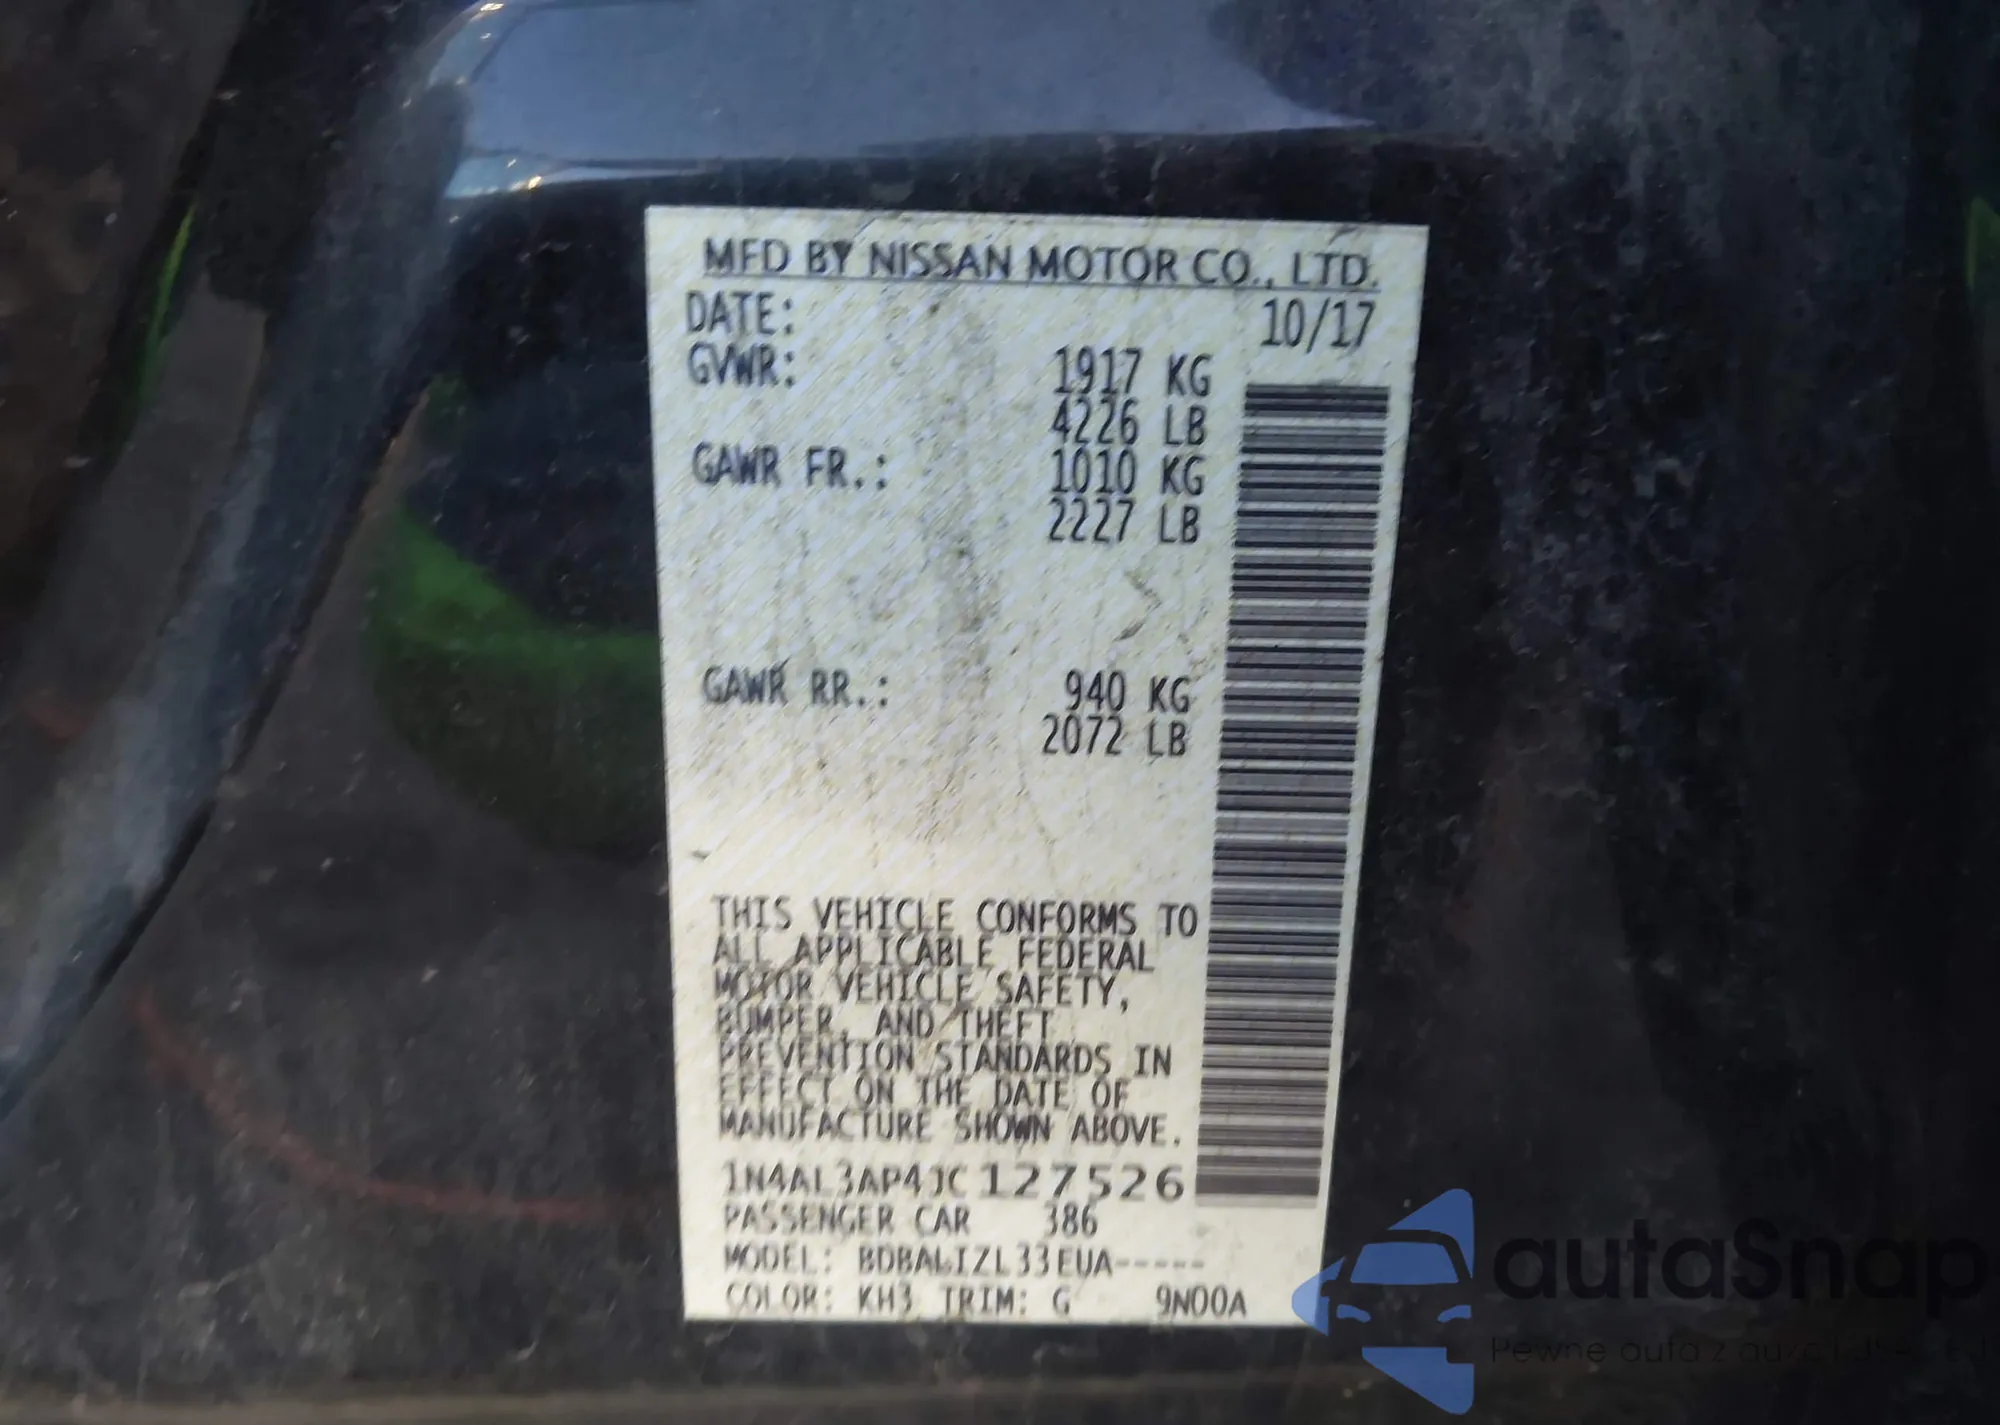 MFD BY NISSAN MOTOR CO., LTD.
DATE: 10/17
GVWR: 1917 KG
4226 LB
GAWR FR.: 1010 KG
2227 LB
GAWR RR.: 940 KG
2072 LB
THIS VEHICLE CONFORMS TO
ALL APPLICABLE FEDERAL
MOTOR VEHICLE SAFETY,
BUMPER, AND THEFT
PREVENTION STANDARDS IN
EFFECT ON THE DATE OF
MANUFACTURE SHOWN ABOVE.
1N4AL3AP4JC127526
PASSENGER CAR 386
MODEL: BDBALIZL33EUA-----
COLOR: KH3 TRIM: G 9N00A
autaSnap
Pewne auta z